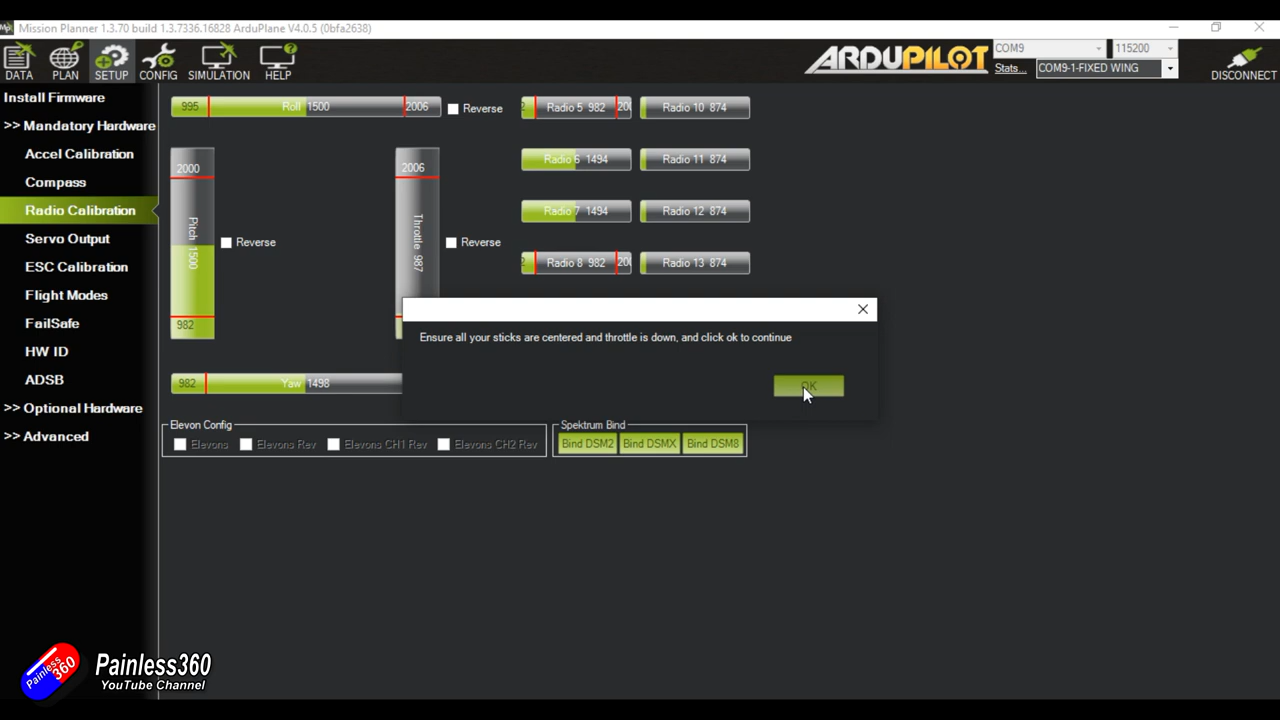 Mission Planner 1.3.70 build 1.3.7336.16828 ArduPlane V4.0.5 (0bfa2638)
DATA
PLAN
SETUP
CONFIG
SIMULATION
HELP
ARDUPILOT
COM9
115200
Stats...
COM9-1-FIXED WING
DISCONNECT
Install Firmware
>> Mandatory Hardware
Accel Calibration
Compass
Radio Calibration
Servo Output
ESC Calibration
Flight Modes
FailSafe
HW ID
ADSB
>> Optional Hardware
>> Advanced
995 Roll 1500 2006
Reverse
Radio 5 982
Radio 10 874
2000
Pitch 1500
982
Reverse
2006
Throttle 987
Reverse
Radio 6 1494
Radio 11 874
Radio 7 1494
Radio 12 874
Radio 8 982
Radio 13 874
Ensure all your sticks are centered and throttle is down, and click ok to continue
OK
982 Yaw 1498
Elevon Config
Elevons
Elevons Rev
Elevons CH1 Rev
Elevons CH2 Rev
Spektrum Bind
Bind DSM2
Bind DSMX
Bind DSM8
Painless360
Painless360
YouTube Channel